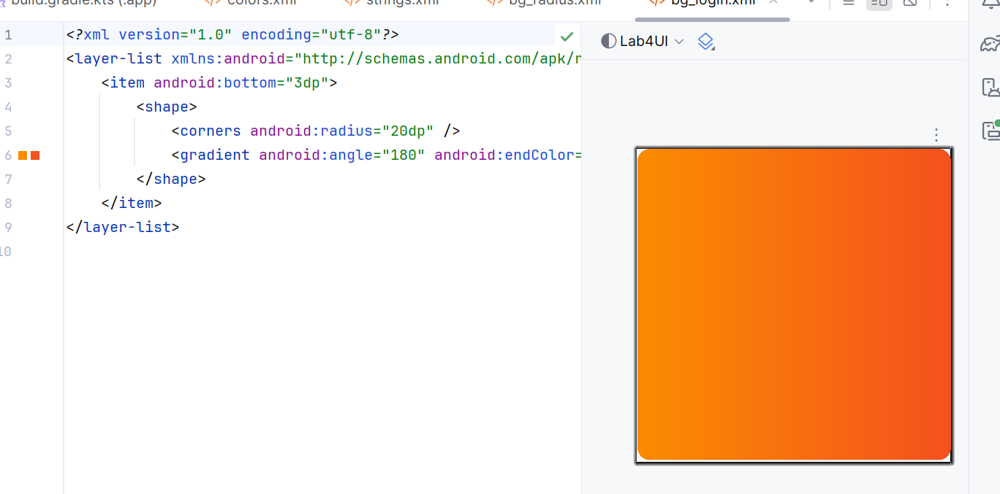 build.gradle.kts (:app) colors.xml strings.xml bg_radius.xml bg_login.xml
1 <?xml version="1.0" encoding="utf-8"?>
2 <layer-list xmlns:android="http://schemas.android.com/apk/r
3 <item android:bottom="3dp">
4 <shape>
5 <corners android:radius="20dp" />
6 <gradient android:angle="180" android:endColor=
7 </shape>
8 </item>
9 </layer-list>
10
Lab4UI